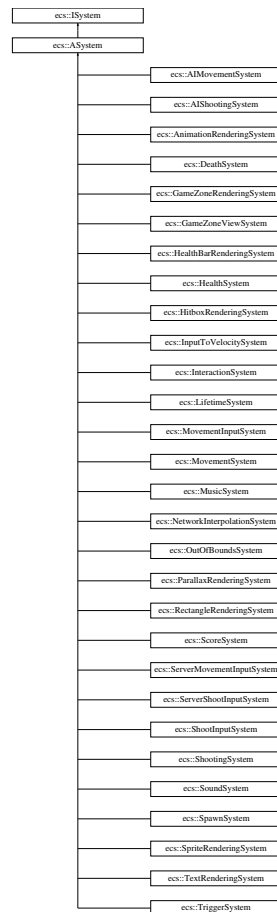 ecs::ISystem
ecs::ASystem
ecs::AIMovementSystem
ecs::AIShootingSystem
ecs::AnimationRenderingSystem
ecs::DeathSystem
ecs::GameZoneRenderingSystem
ecs::GameZoneViewSystem
ecs::HealthBarRenderingSystem
ecs::HealthSystem
ecs::HitboxRenderingSystem
ecs::InputToVelocitySystem
ecs::InteractionSystem
ecs::LifetimeSystem
ecs::MovementInputSystem
ecs::MovementSystem
ecs::MusicSystem
ecs::NetworkInterpolationSystem
ecs::OutOfBoundsSystem
ecs::ParallaxRenderingSystem
ecs::RectangleRenderingSystem
ecs::ScoreSystem
ecs::ServerMovementInputSystem
ecs::ServerShootInputSystem
ecs::ShootInputSystem
ecs::ShootingSystem
ecs::SoundSystem
ecs::SpawnSystem
ecs::SpriteRenderingSystem
ecs::TextRenderingSystem
ecs::TriggerSystem